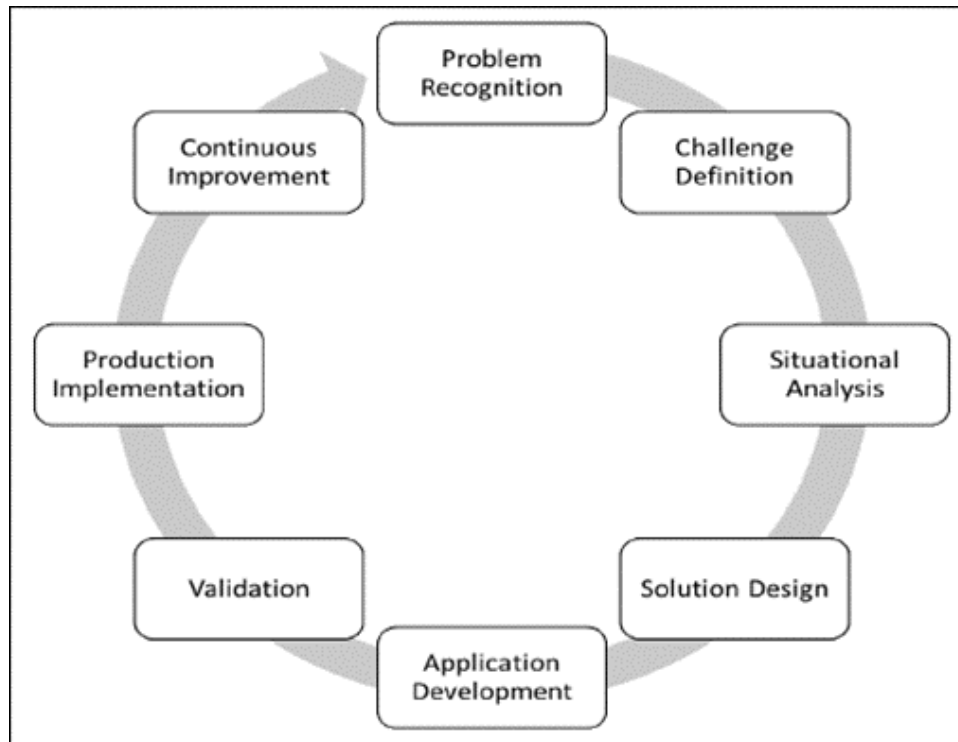 Problem
Recognition
Challenge
Definition
Situational
Analysis
Solution Design
Application
Development
Validation
Production
Implementation
Continuous
Improvement